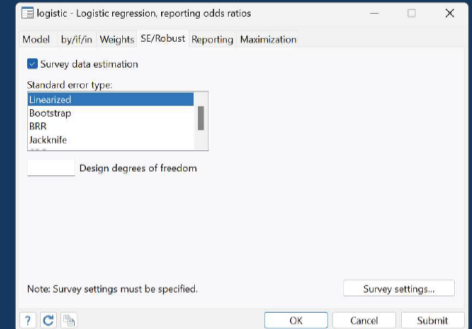 logistic - Logistic regression, reporting odds ratios
Model by/if/in Weights SE/Robust Reporting Maximization
Survey data estimation
Standard error type:
Linearized
Bootstrap
BRR
Jackknife
Design degrees of freedom
Note: Survey settings must be specified.
Survey settings...
? OK Cancel Submit